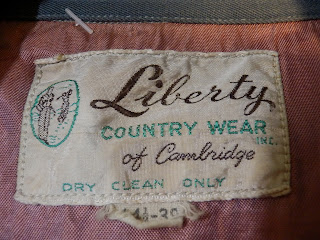 Liberty
COUNTRY WEAR INC
of Cambridge
DRY CLEAN ONLY